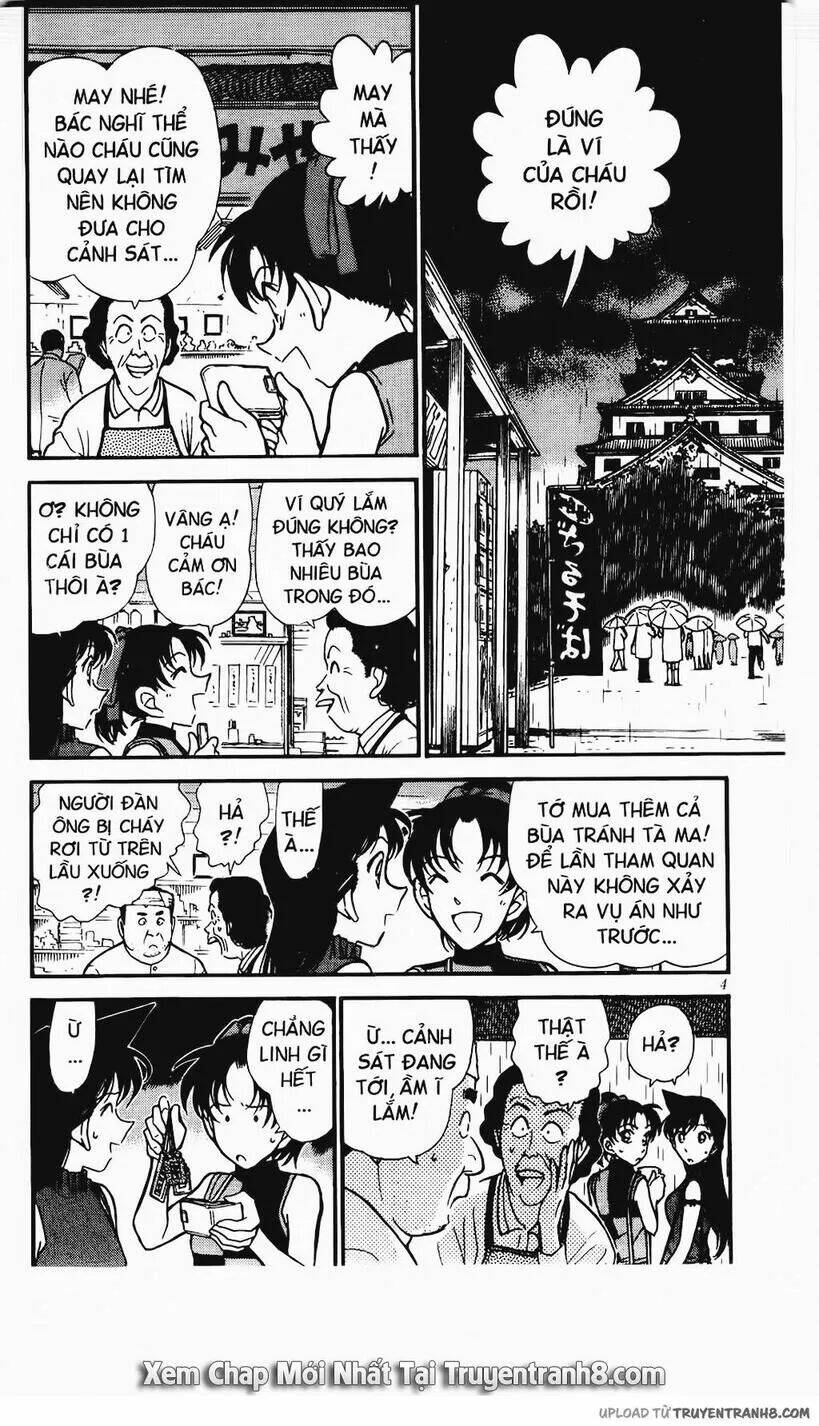 MAY NHÉ!
BÁC NGHĨ THỂ
NÀO CHÁU CŨNG
QUAY LẠI TÌM
NÊN KHÔNG
ĐƯA CHO
CẢNH SÁT...
MAY
MÀ
THẤY
!
ĐÚNG
LÀ VÍ
CỦA CHÁU
RỒI!
Ơ? KHÔNG
CHỈ CÓ 1
CÁI BÙA
THÔI À?
VÂNG Ạ!
CHÁU
CẢM ƠN
BÁC!
VÍ QUÝ LẮM
ĐÚNG KHÔNG?
THẤY BAO
NHIÊU BÙA
TRONG ĐÓ...
NGƯỜI ĐÀN
ÔNG BỊ CHÁY
RƠI TỪ TRÊN
LẦU XUỐNG
?!
HẢ
?!
THẾ
À...
TỚ MUA THÊM CẢ
BÙA TRÁNH TÀ MA!
ĐỂ LẦN THAM QUAN
NÀY KHÔNG XẢY
RA VỤ ÁN NHƯ
TRƯỚC...
4
Ừ
...
CHẲNG
LINH GÌ
HẾT
...
Ừ... CẢNH
SÁT ĐANG
TỚI, ẦM Ĩ
LẮM!
THẬT
THẾ À
?
HẢ?
Xem Chap Mới Nhất Tại Truyentranh8.com
UPLOAD TỪ TRUYENTRANH8.COM